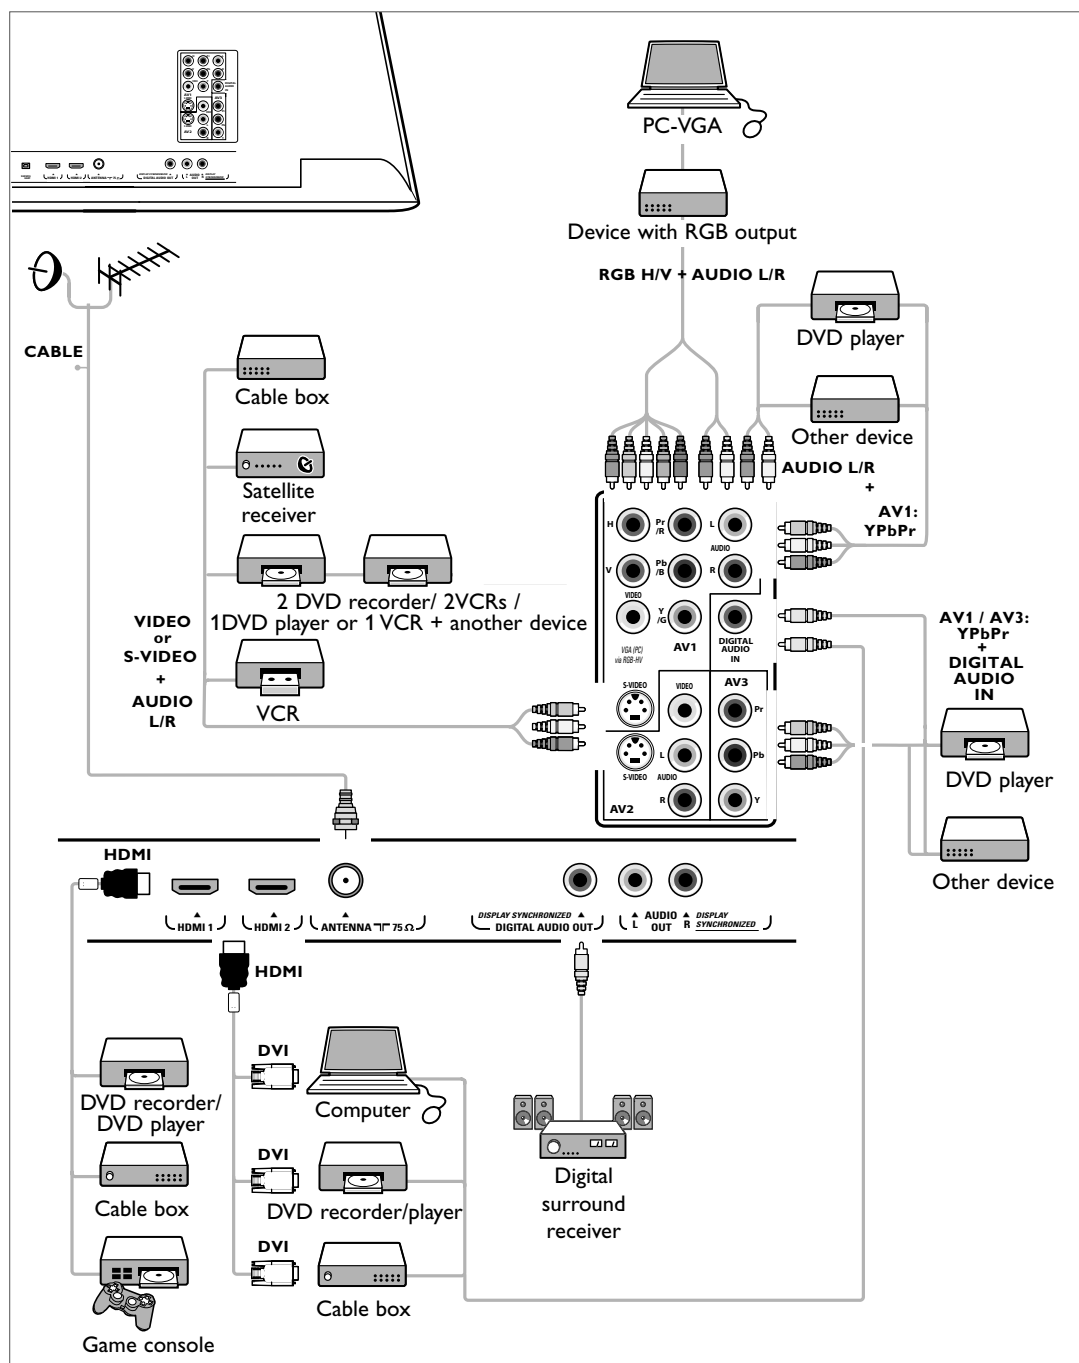 PC-VGA
Device with RGB output
RGB H/V + AUDIO L/R
DVD player
Other device
AUDIO L/R
+
AV1:
YPbPr
CABLE
Cable box
Satellite
receiver
2 DVD recorder/ 2VCRs /
1DVD player or 1 VCR + another device
VIDEO
or
S-VIDEO
+
AUDIO
L/R
VCR
H
Pr
/R
L
AUDIO
V
Pb
/B
R
VIDEO
Y
/G
VGA (PC)
via RGB-HV
AV1
DIGITAL
AUDIO
IN
S-VIDEO
VIDEO
AV3
Pr
L
Pb
S-VIDEO
AUDIO
AV2
R
Y
AV1 / AV3:
YPbPr
+
DIGITAL
AUDIO
IN
DVD player
Other device
HDMI
HDMI 1
HDMI 2
ANTENNA 75 Ω
DISPLAY SYNCHRONIZED
DIGITAL AUDIO OUT
L
AUDIO
OUT
R
DISPLAY
SYNCHRONIZED
HDMI
DVD recorder/
DVD player
Cable box
Game console
DVI
Computer
DVI
DVD recorder/player
DVI
Cable box
Digital
surround
receiver